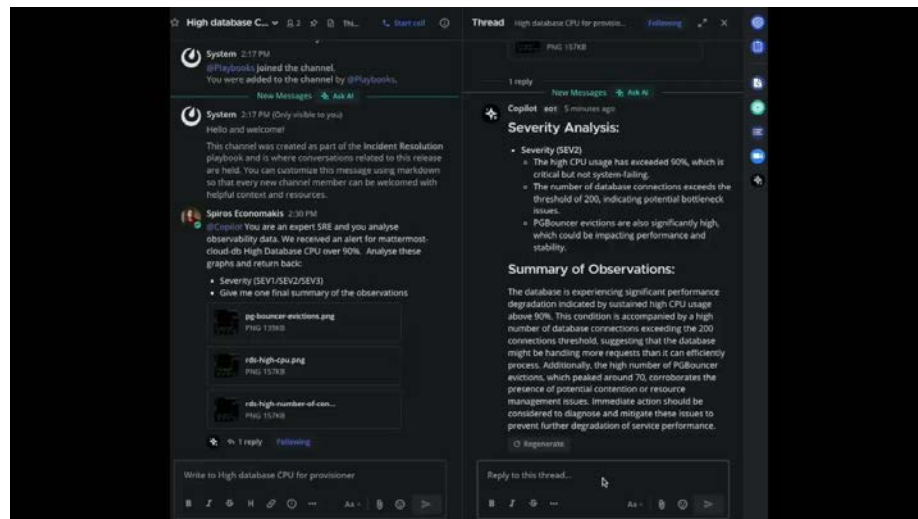 High database C...
2
Thi...
Start call
System 2:17 PM
@Playbooks joined the channel.
You were added to the channel by @Playbooks.
New Messages Ask AI
System 2:17 PM (Only visible to you)
Hello and welcome!
This channel was created as part of the Incident Resolution
playbook and is where conversations related to this release
are held. You can customize this message using markdown
so that every new channel member can be welcomed with
helpful context and resources.
Spiros Economakis 2:30 PM
@Copilot You are an expert SRE and you analyse
observability data. We received an alert for mattermost-
cloud-db High Database CPU over 90%. Analyse these
graphs and return back:
• Severity (SEV1/SEV2/SEV3)
• Give me one final summary of the observations
pg-bouncer-evictions.png
PNG 139KB
rds-high-cpu.png
PNG 157KB
rds-high-number-of-con...
PNG 157KB
1 reply Following
Write to High database CPU for provisioner
B I S H Aa
Thread High database CPU for provisio... Following
PNG 157KB
1 reply
New Messages Ask AI
Copilot BOT 5 minutes ago
Severity Analysis:
• Severity (SEV2)
The high CPU usage has exceeded 90%, which is
critical but not system-failing.
The number of database connections exceeds the
threshold of 200, indicating potential bottleneck
issues.
PGBouncer evictions are also significantly high,
which could be impacting performance and
stability.
Summary of Observations:
The database is experiencing significant performance
degradation indicated by sustained high CPU usage
above 90%. This condition is accompanied by a high
number of database connections exceeding the 200
connections threshold, suggesting that the database
might be handling more requests than it can efficiently
process. Additionally, the high number of PGBouncer
evictions, which peaked around 70, corroborates the
presence of potential contention or resource
management issues. Immediate action should be
considered to diagnose and mitigate these issues to
prevent further degradation of service performance.
Regenerate
Reply to this thread...
B I S Aa